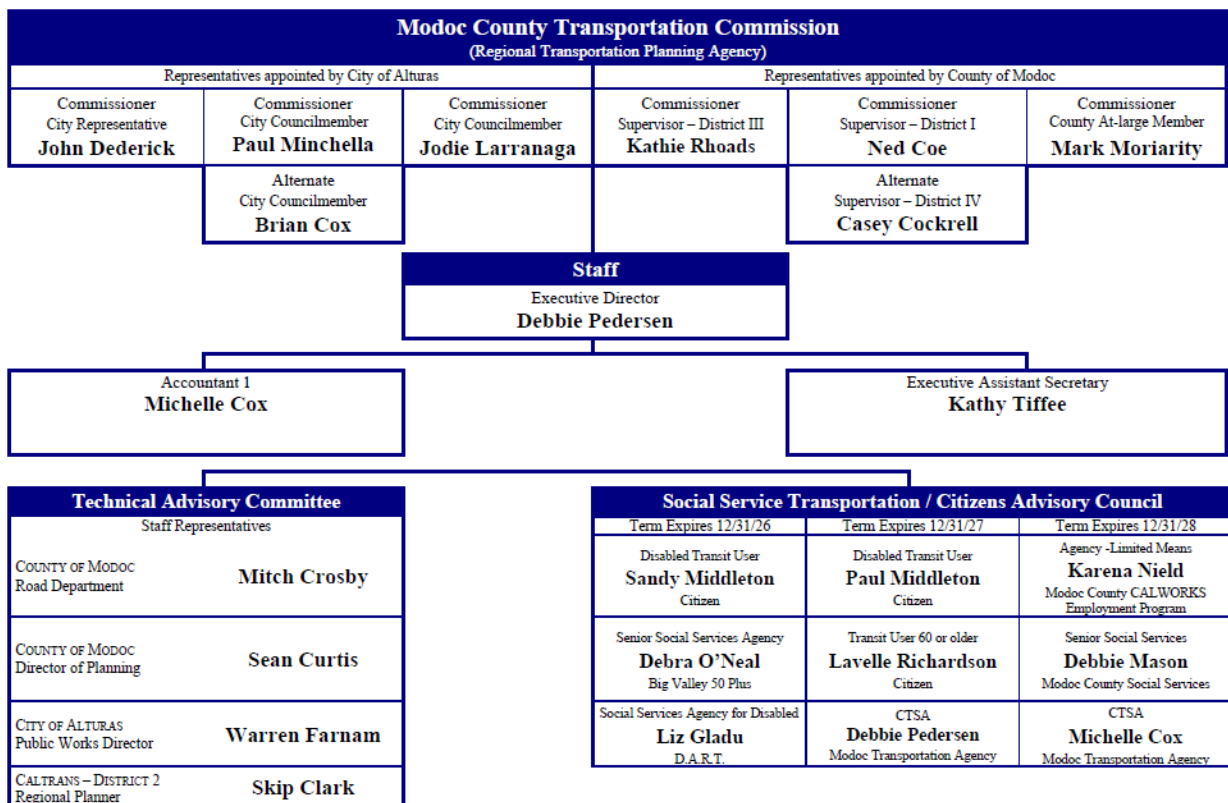 Modoc County Transportation Commission
(Regional Transportation Planning Agency)
Representatives appointed by City of Alturas
Representatives appointed by County of Modoc
Commissioner
City Representative
John Dederick
Commissioner
City Councilmember
Paul Minchella
Commissioner
City Councilmember
Jodie Larranaga
Commissioner
Supervisor – District III
Kathie Rhoads
Commissioner
Supervisor – District I
Ned Coe
Commissioner
County At-large Member
Mark Moriarity
Alternate
City Councilmember
Brian Cox
Alternate
Supervisor – District IV
Casey Cockrell
Staff
Executive Director
Debbie Pedersen
Accountant 1
Michelle Cox
Executive Assistant Secretary
Kathy Tiffee
Technical Advisory Committee
Staff Representatives
COUNTY OF MODOC
Road Department
Mitch Crosby
COUNTY OF MODOC
Director of Planning
Sean Curtis
CITY OF ALTURAS
Public Works Director
Warren Farnam
CALTRANS – DISTRICT 2
Regional Planner
Skip Clark
Social Service Transportation / Citizens Advisory Council
Term Expires 12/31/26
Term Expires 12/31/27
Term Expires 12/31/28
Disabled Transit User
Sandy Middleton
Citizen
Disabled Transit User
Paul Middleton
Citizen
Agency -Limited Means
Karena Nield
Modoc County CALWORKS
Employment Program
Senior Social Services Agency
Debra O’Neal
Big Valley 50 Plus
Transit User 60 or older
Lavelle Richardson
Citizen
Senior Social Services
Debbie Mason
Modoc County Social Services
Social Services Agency for Disabled
Liz Gladu
D.A.R.T.
CTSA
Debbie Pedersen
Modoc Transportation Agency
CTSA
Michelle Cox
Modoc Transportation Agency